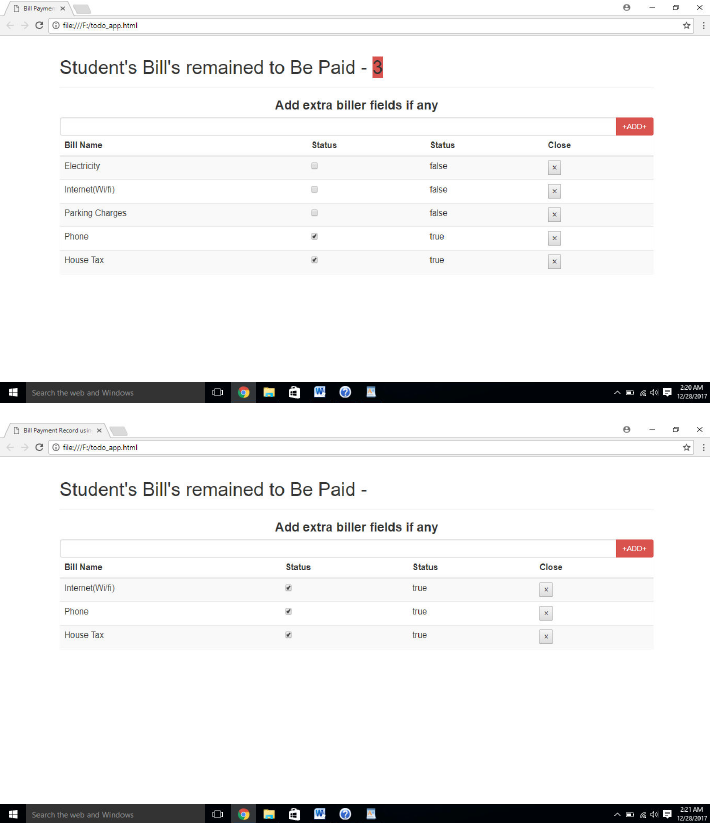 Bill Paymen
file:///F:/todo_app.html
Student's Bill's remained to Be Paid - 3
Add extra biller fields if any
+ADD+
Bill Name Status Status Close
Electricity false x
Internet(Wifi) false x
Parking Charges false x
Phone true x
House Tax true x
Search the web and Windows
2:20 AM
12/28/2017
Bill Payment Record usin
file:///F:/todo_app.html
Student's Bill's remained to Be Paid -
Add extra biller fields if any
+ADD+
Bill Name Status Status Close
Internet(Wifi) true x
Phone true x
House Tax true x
Search the web and Windows
2:21 AM
12/28/2017